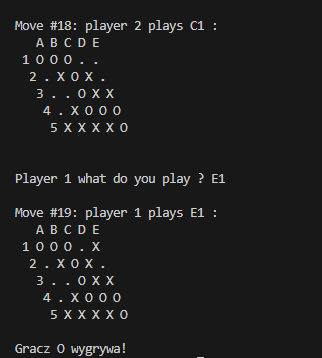 Move #18: player 2 plays C1 :
A B C D E
1 O O O . .
2 . X O X .
3 . . O X X
4 . X O O O
5 X X X X O
Player 1 what do you play ? E1
Move #19: player 1 plays E1 :
A B C D E
1 O O O . X
2 . X O X .
3 . . O X X
4 . X O O O
5 X X X X O
Gracz O wygrywa!